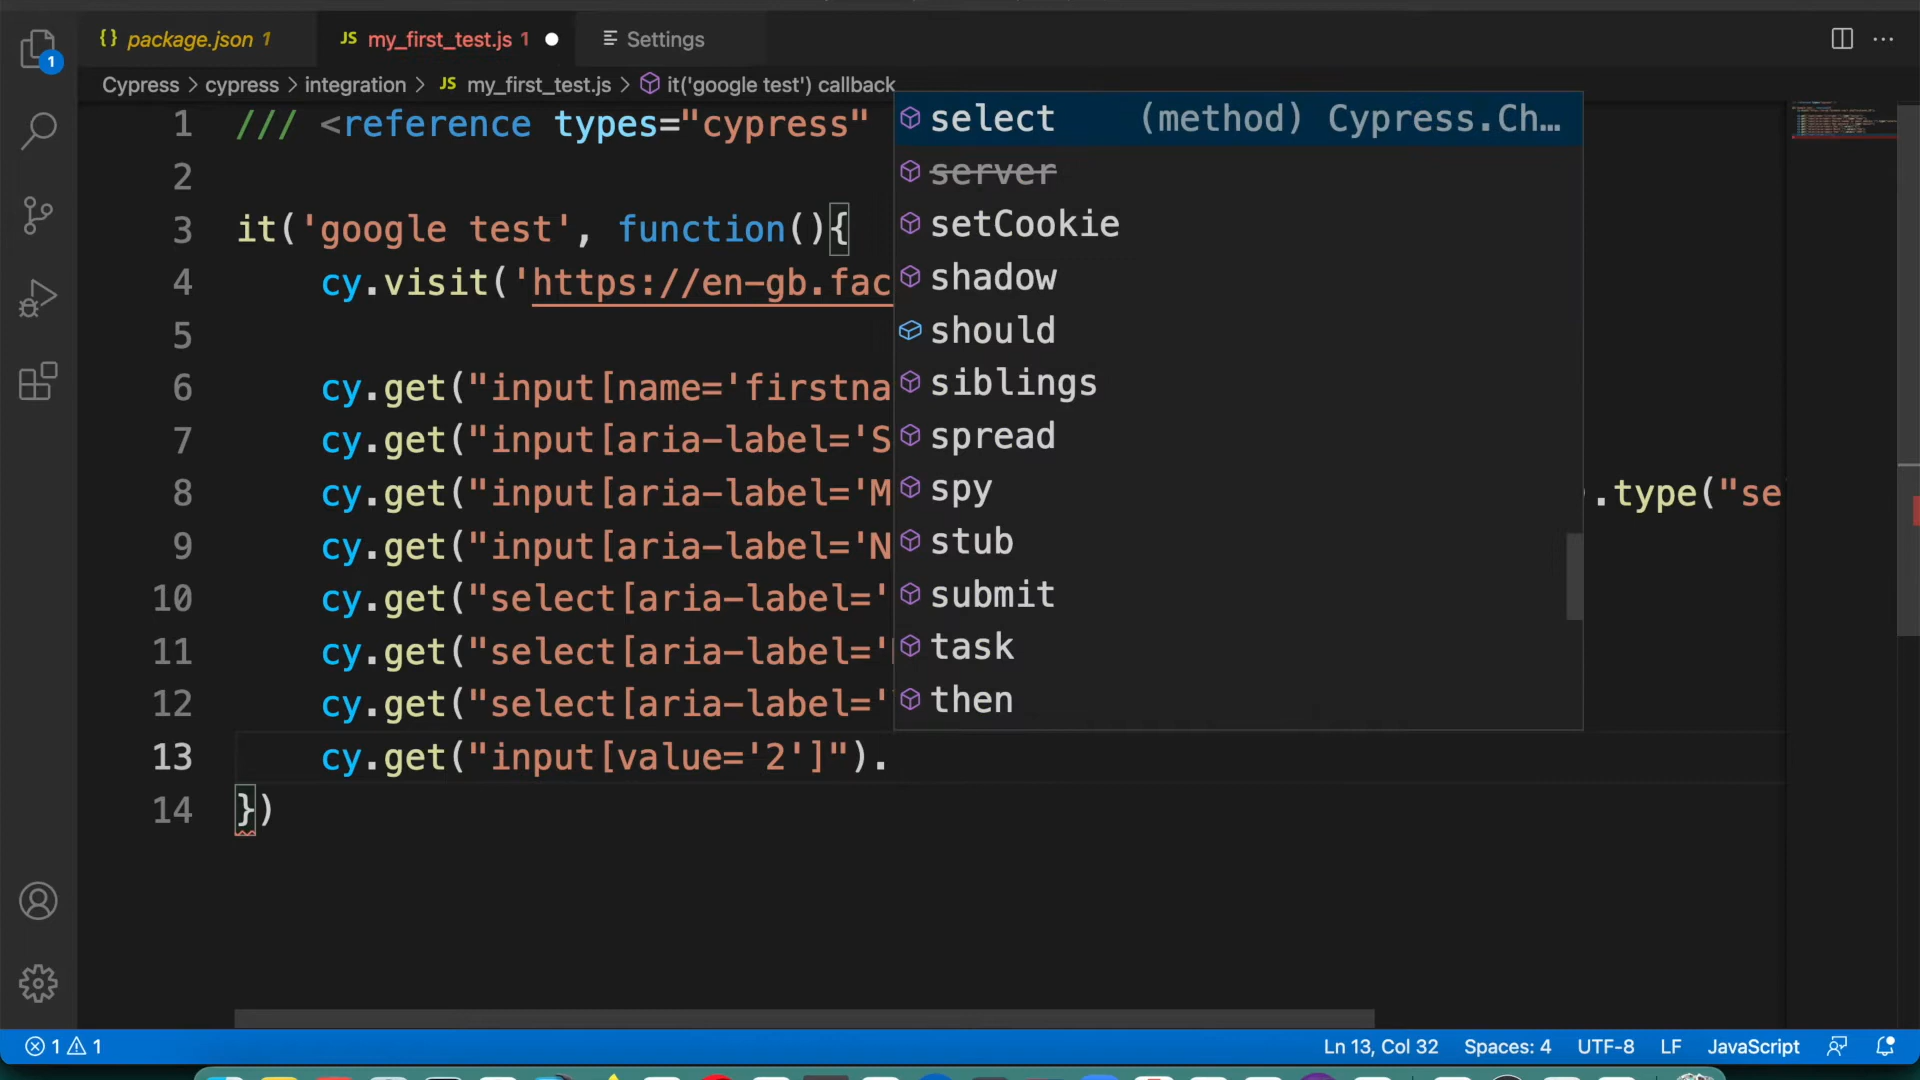 package.json 1
JS my_first_test.js 1
Settings
1
Cypress > cypress > integration > JS my_first_test.js > it('google test') callback
1 /// <reference types="cypress"
2
3 it('google test', function(){
4 cy.visit('https://en-gb.fac
5
6 cy.get("input[name='firstna
7 cy.get("input[aria-label='S
8 cy.get("input[aria-label='M .type("se
9 cy.get("input[aria-label='N
10 cy.get("select[aria-label='
11 cy.get("select[aria-label='
12 cy.get("select[aria-label='
13 cy.get("input[value='2']").
14 })
select (method) Cypress.Ch…
server
setCookie
shadow
should
siblings
spread
spy
stub
submit
task
then
1 1
Ln 13, Col 32 Spaces: 4 UTF-8 LF JavaScript